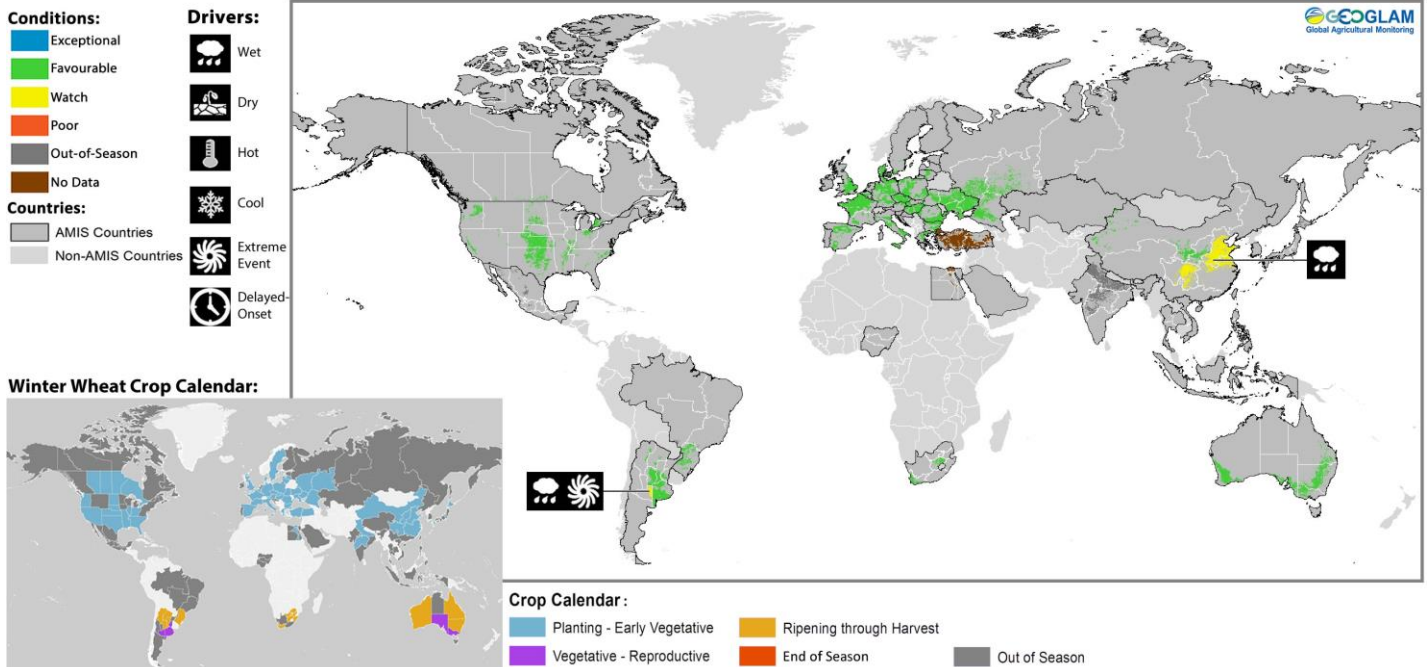 Conditions:
Exceptional
Favourable
Watch
Poor
Out-of-Season
No Data
Countries:
AMIS Countries
Non-AMIS Countries
Drivers:
Wet
Dry
Hot
Cool
Extreme
Event
Delayed-
Onset
GEOGLAM
Global Agricultural Monitoring
Winter Wheat Crop Calendar:
Crop Calendar :
Planting - Early Vegetative
Ripening through Harvest
Vegetative - Reproductive
End of Season
Out of Season